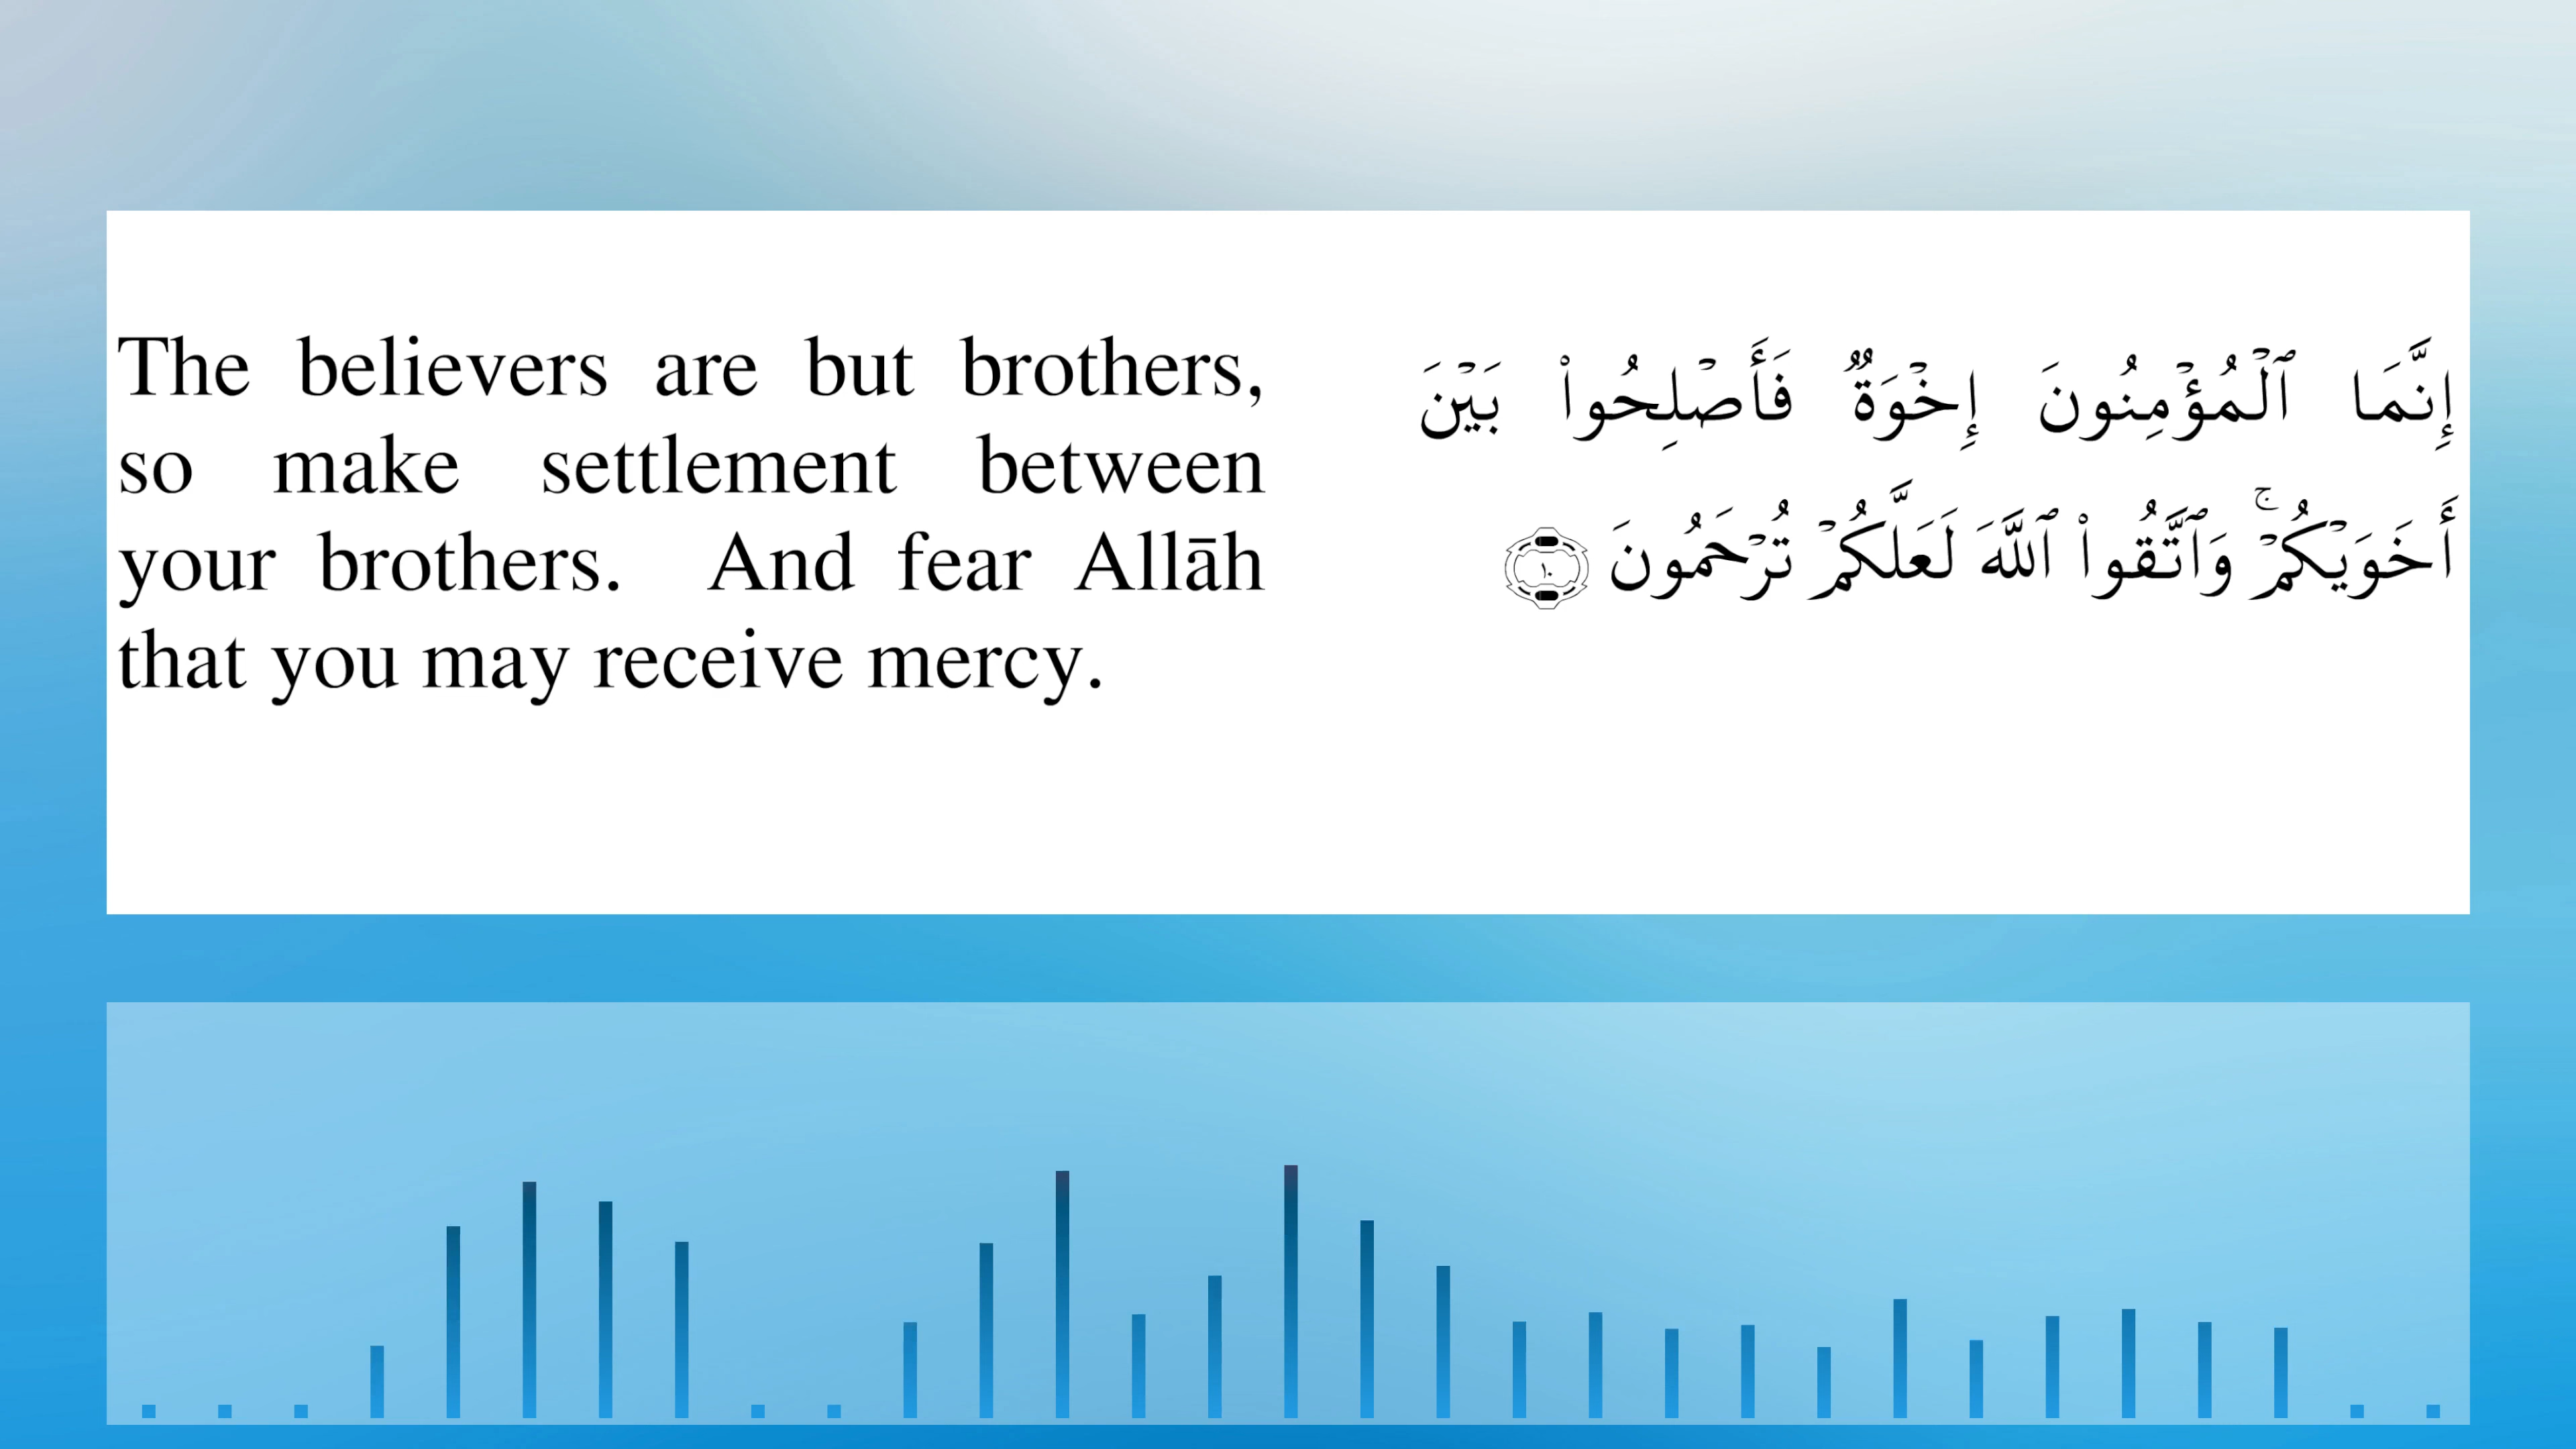 The believers are but brothers,
so make settlement between
your brothers. And fear Allāh
that you may receive mercy.
إِنَّمَا ٱلْمُؤْمِنُونَ إِخْوَةٌ فَأَصْلِحُوا۟ بَيْنَ
أَخَوَيْكُمْ ۚ وَٱتَّقُوا۟ ٱللَّهَ لَعَلَّكُمْ تُرْحَمُونَ ١٠